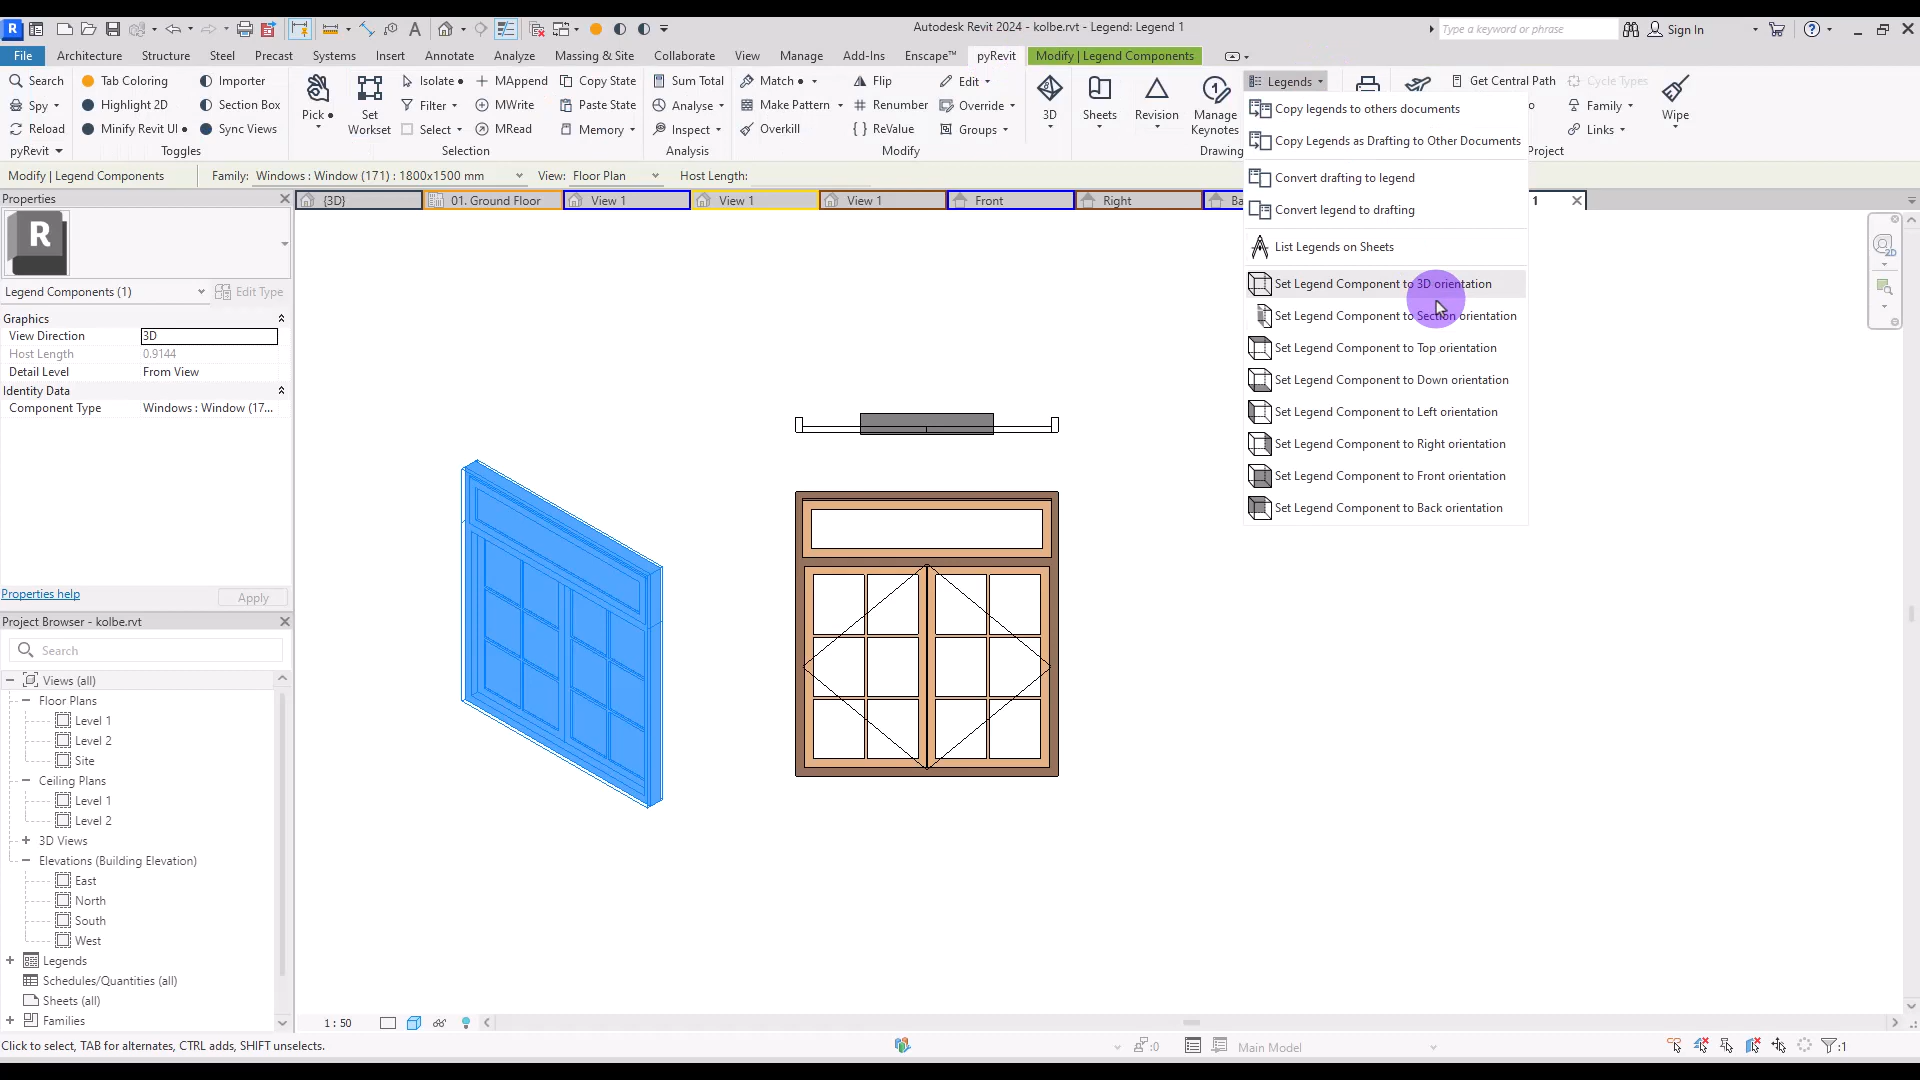 Autodesk Revit 2024 - kolbe.rvt - Legend: Legend 1
Type a keyword or phrase
Sign In
File
Architecture
Structure
Steel
Precast
Systems
Insert
Annotate
Analyze
Massing & Site
Collaborate
View
Manage
Add-Ins
Enscape™
pyRevit
Modify | Legend Components
Search
Tab Coloring
Importer
Spy
Highlight 2D
Section Box
Reload
Minify Revit UI
Sync Views
pyRevit
Toggles
Pick
Set
Workset
Isolate
MAppend
Copy State
Filter
MWrite
Paste State
Select
MRead
Memory
Selection
Sum Total
Analyse
Inspect
Analysis
Match
Flip
Edit
Make Pattern
Renumber
Override
Overkill
ReValue
Groups
Modify
3D
Sheets
Revision
Manage
Keynotes
Drawing
Legends
Get Central Path
Cycle Types
Family
Links
Project
Wipe
Copy legends to others documents
Copy Legends as Drafting to Other Documents
Convert drafting to legend
Convert legend to drafting
List Legends on Sheets
Set Legend Component to 3D orientation
Set Legend Component to Section orientation
Set Legend Component to Top orientation
Set Legend Component to Down orientation
Set Legend Component to Left orientation
Set Legend Component to Right orientation
Set Legend Component to Front orientation
Set Legend Component to Back orientation
Modify | Legend Components
Family: Windows : Window (171) : 1800x1500 mm
View: Floor Plan
Host Length:
{3D}
01. Ground Floor
View 1
View 1
View 1
Front
Right
Ba
1
Properties
R
Legend Components (1)
Edit Type
Graphics
View Direction 3D
Host Length 0.9144
Detail Level From View
Identity Data
Component Type Windows : Window (17...
Properties help
Apply
Project Browser - kolbe.rvt
Search
Views (all)
Floor Plans
Level 1
Level 2
Site
Ceiling Plans
Level 1
Level 2
3D Views
Elevations (Building Elevation)
East
North
South
West
Legends
Schedules/Quantities (all)
Sheets (all)
Families
1 : 50
Click to select, TAB for alternates, CTRL adds, SHIFT unselects.
:0
Main Model
:1
2D